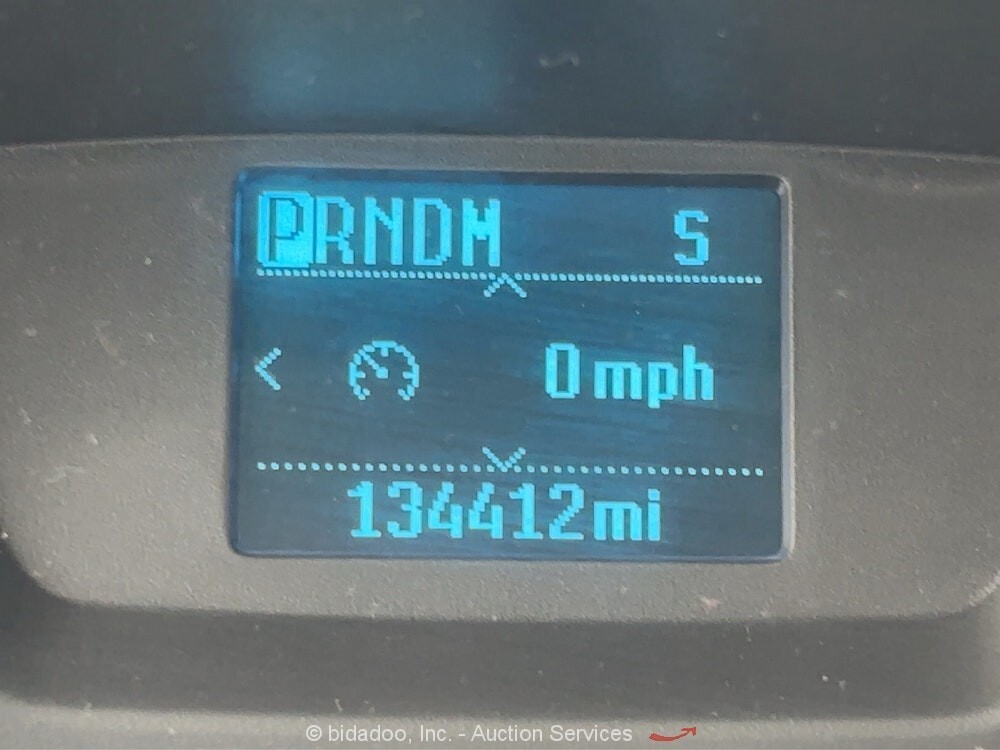 PRNDM S
0 mph
134412mi
© bidadoo, Inc. - Auction Services